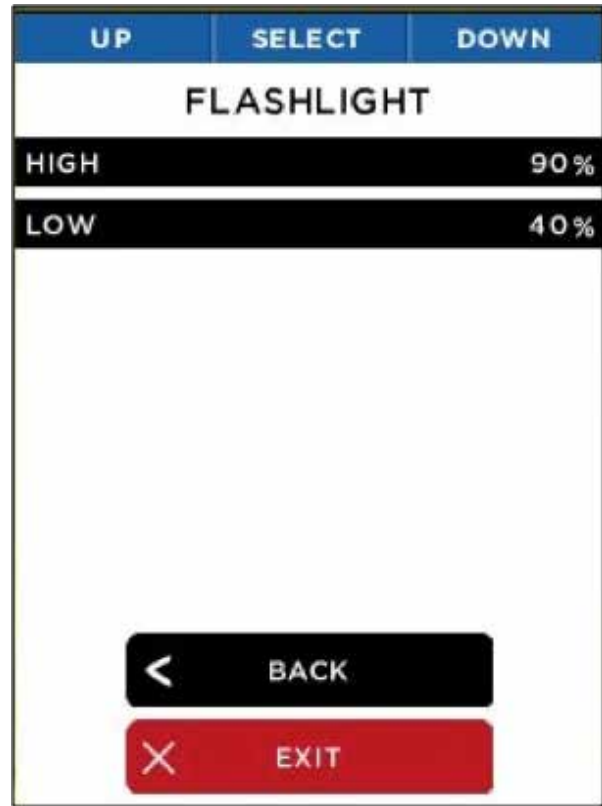 UP SELECT DOWN
FLASHLIGHT
HIGH 90%
LOW 40%
< BACK
X EXIT